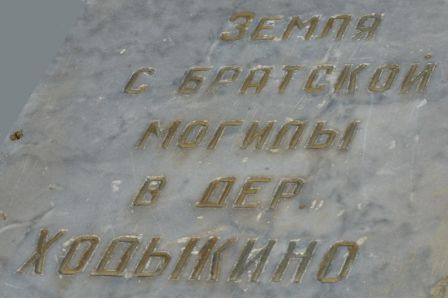 Земля
с братской
могилы
в дер.
Ходыкино